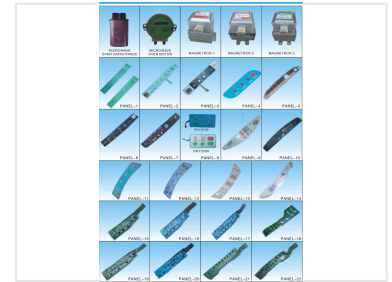 MICROWAVE
OVEN CAPACITANCE
MICROWAVE
OVEN MOTOR
MAGNETRON-1
MAGNETRON-2
MAGNETRON-3
PANEL-1
PANEL-2
PANEL-3
PANEL-4
PANEL-5
PANEL-6
PANEL-7
PANEL-8
PANEL-9
PANEL-10
PANEL-11
PANEL-12
PANEL-13
PANEL-14
PANEL-15
PANEL-16
PANEL-17
PANEL-18
PANEL-19
PANEL-20
PANEL-21
PANEL-22